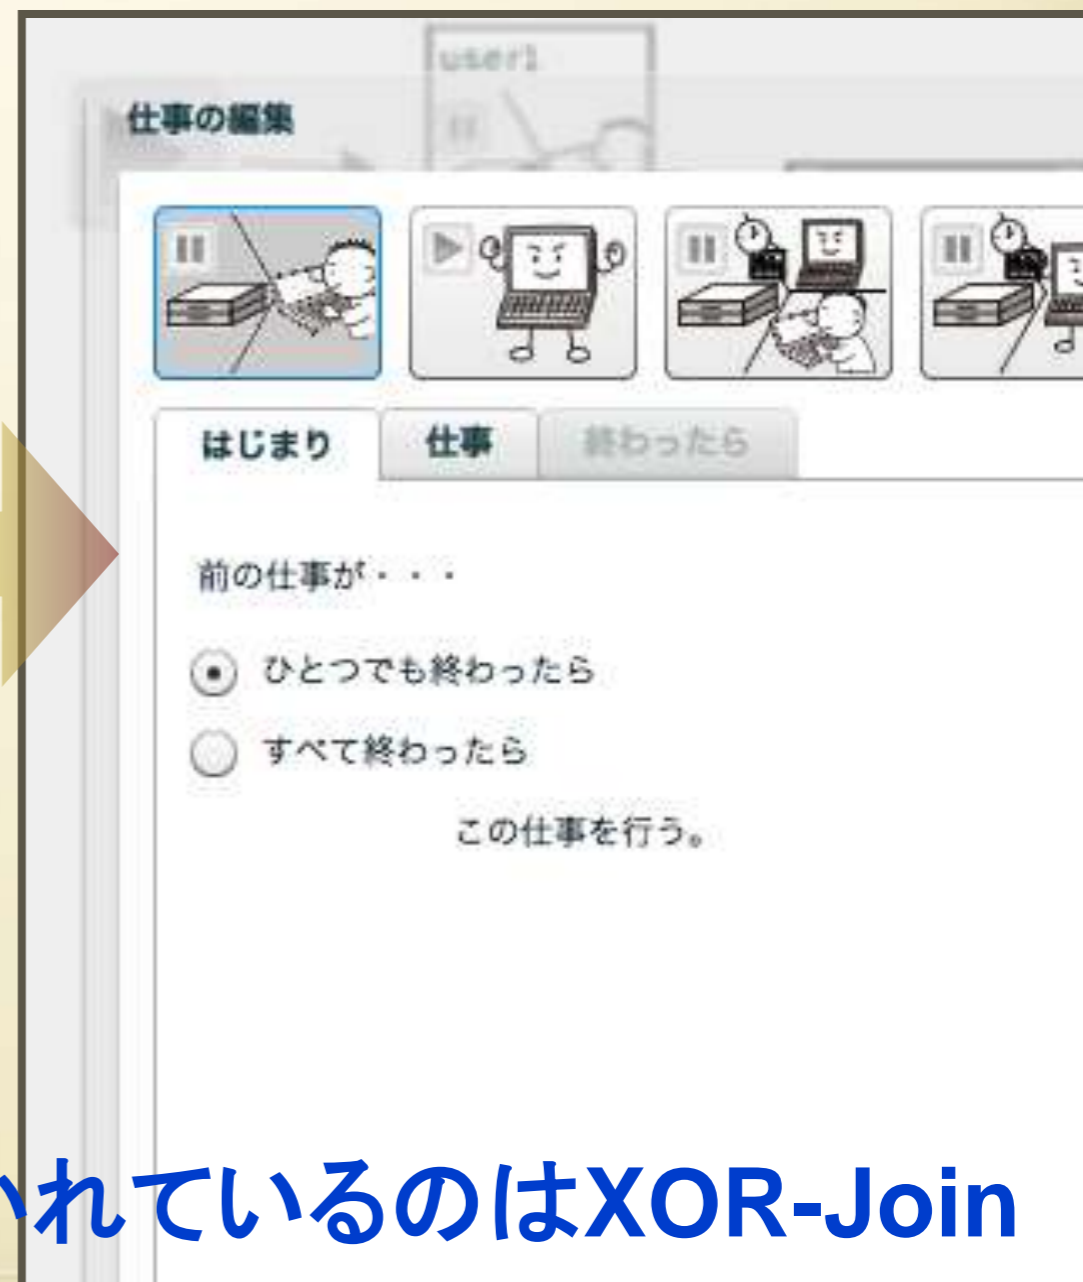 user1
仕事の編集
はじまり 仕事 終わったら
前の仕事が・・・
ひとつでも終わったら
すべて終わったら
この仕事を行う。
れているのはXOR-Join